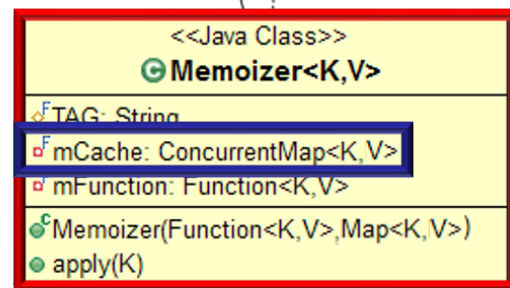 <<Java Class>>
G Memoizer<K,V>
F TAG: String
F mCache: ConcurrentMap<K,V>
F mFunction: Function<K,V>
C Memoizer(Function<K,V>,Map<K,V>)
apply(K)